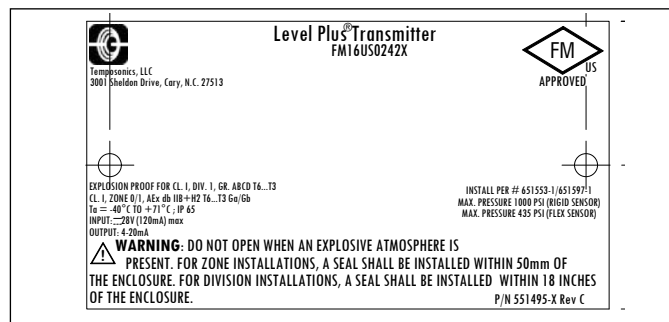 Level Plus® Transmitter
FM16US0242X
FM
US
APPROVED
Temposonics, LLC
3001 Sheldon Drive, Cary, N.C. 27513
EXPLOSION PROOF FOR CL. I, DIV. 1, GR. ABCD T6...T3
CL. I, ZONE 0/1, AEx db IIB+H2 T6...T3 Ga/Gb
Ta = -40°C TO +71°C ; IP 65
INPUT:⎓28V (120mA) max
OUTPUT: 4-20mA
INSTALL PER # 651553-1/651597-1
MAX. PRESSURE 1000 PSI (RIGID SENSOR)
MAX. PRESSURE 435 PSI (FLEX SENSOR)
WARNING: DO NOT OPEN WHEN AN EXPLOSIVE ATMOSPHERE IS
PRESENT. FOR ZONE INSTALLATIONS, A SEAL SHALL BE INSTALLED WITHIN 50mm OF
THE ENCLOSURE. FOR DIVISION INSTALLATIONS, A SEAL SHALL BE INSTALLED WITHIN 18 INCHES
OF THE ENCLOSURE.
P/N 551495-X Rev C